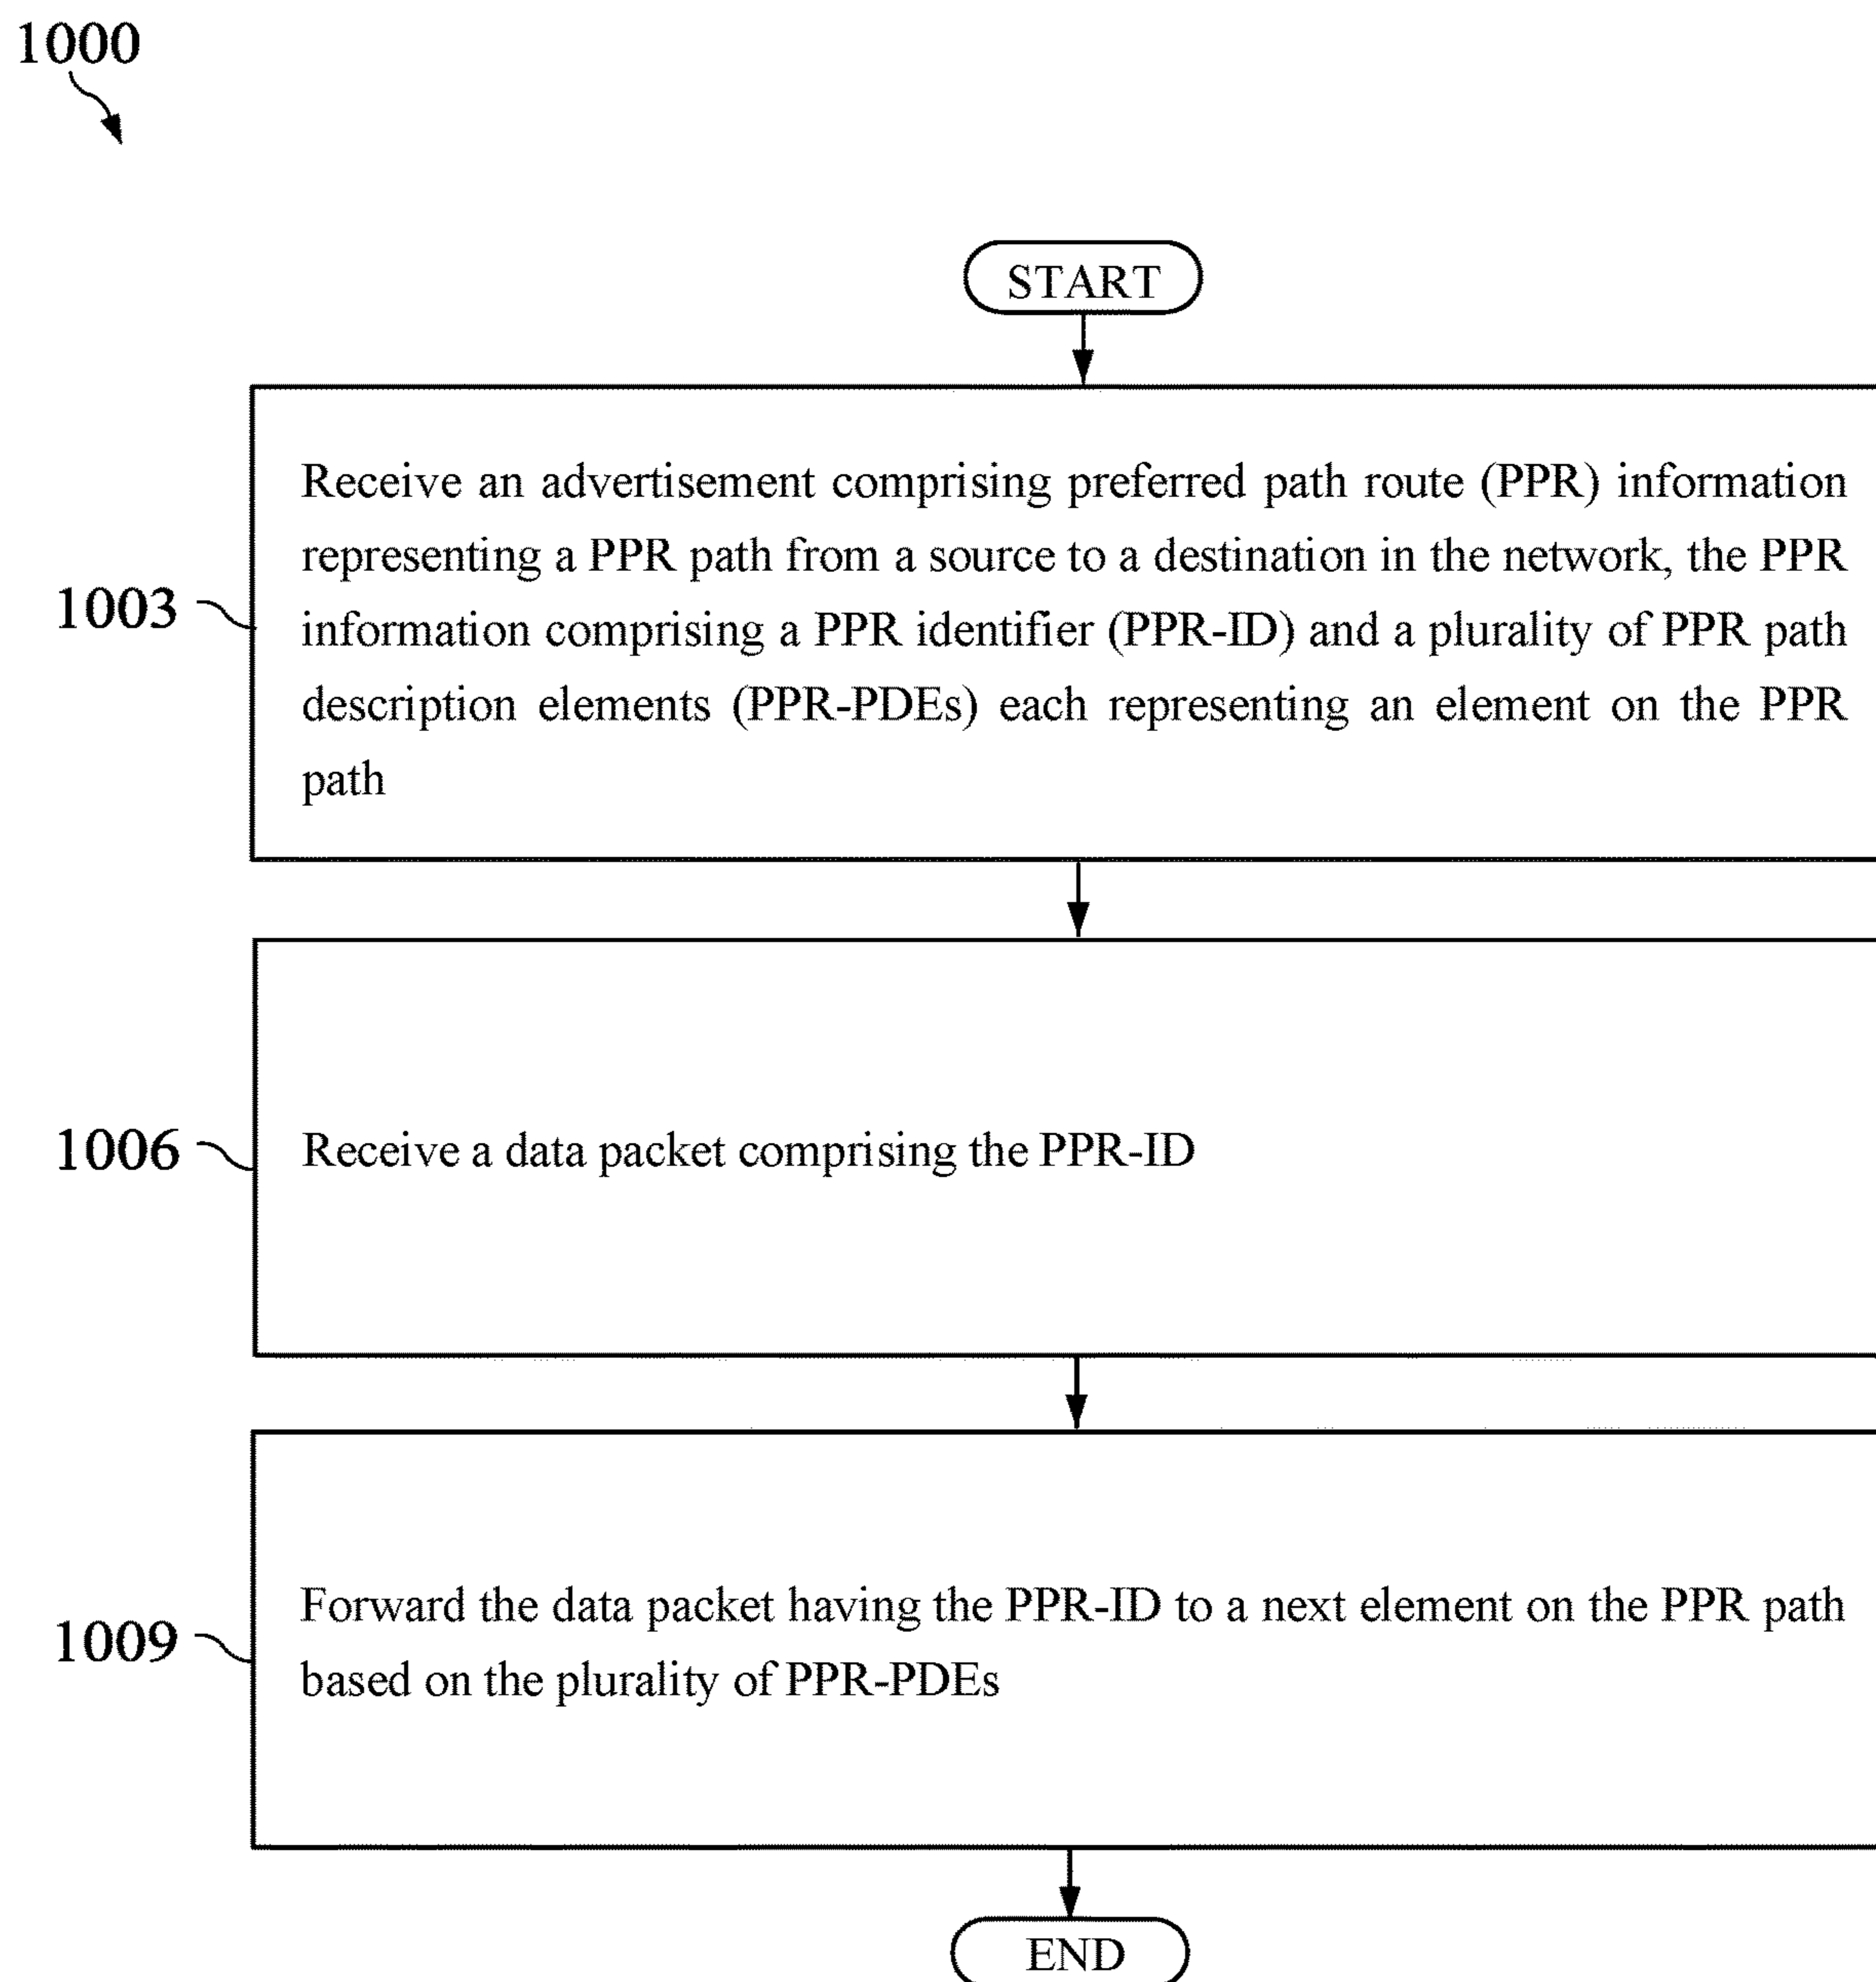 1000
START
Receive an advertisement comprising preferred path route (PPR) information
representing a PPR path from a source to a destination in the network, the PPR
1003
information comprising a PPR identifier (PPR-ID) and a plurality of PPR path
description elements (PPR-PDEs) each representing an element on the PPR
path
1006
Receive a data packet comprising the PPR-ID
Forward the data packet having the PPR-ID to a next element on the PPR path
1009
based on the plurality of PPR-PDEs
END